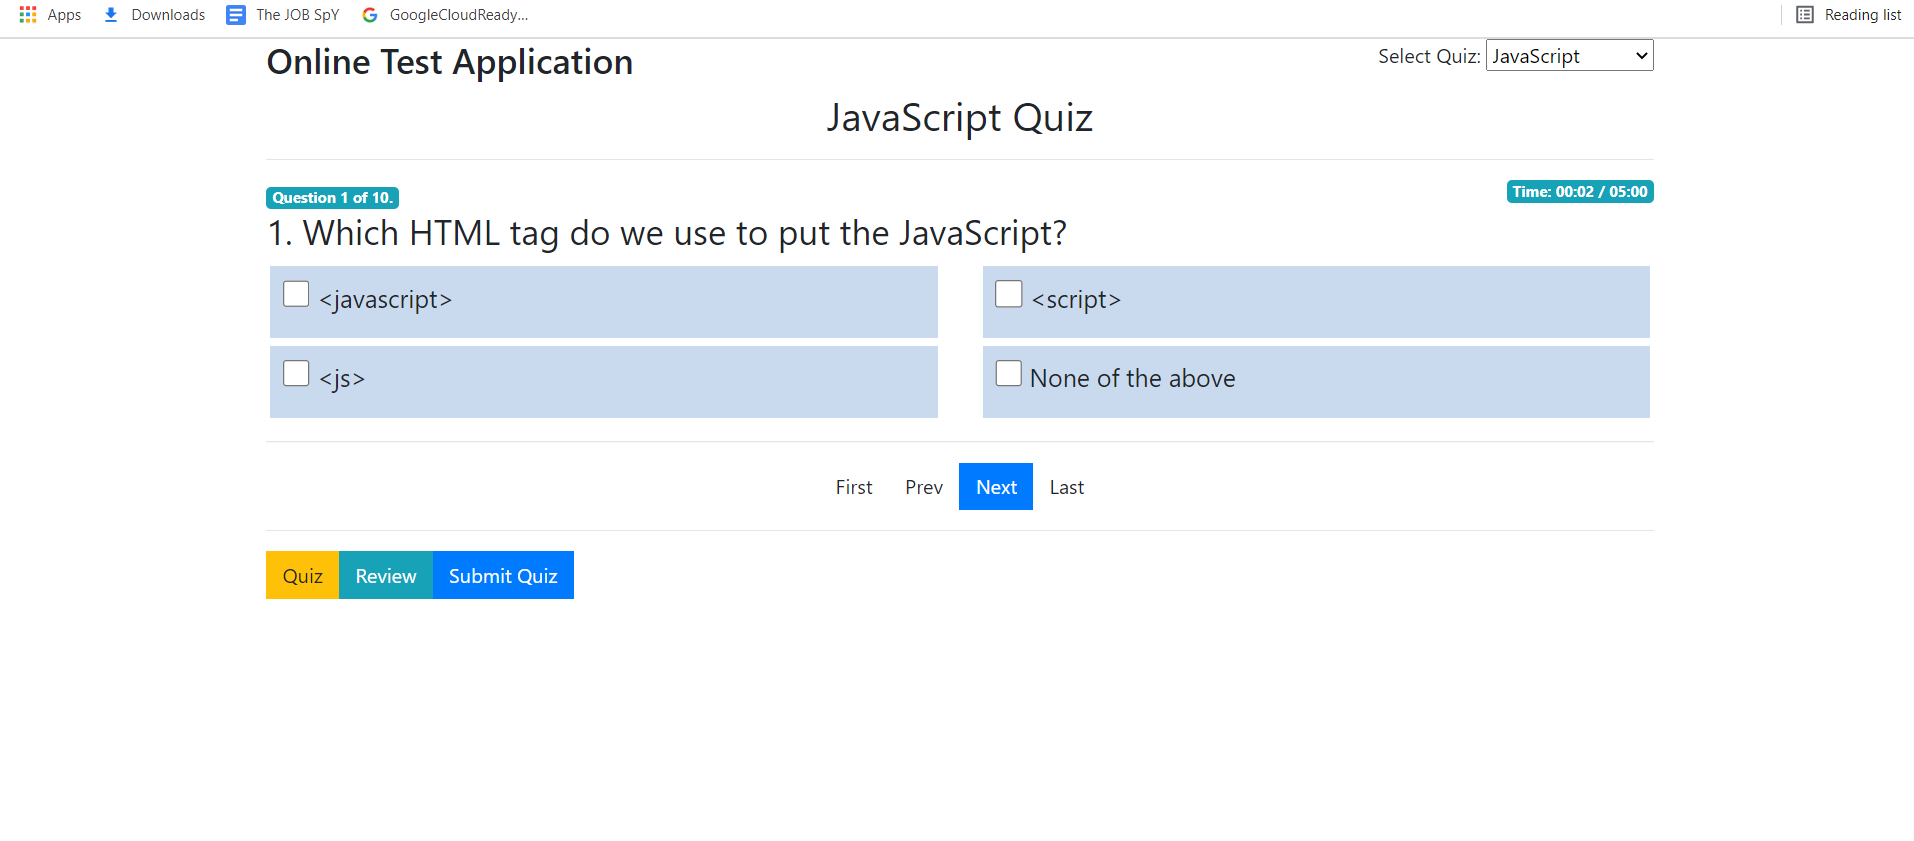 Apps Downloads The JOB SpY GoogleCloudReady... Reading list
Online Test Application Select Quiz: JavaScript
JavaScript Quiz
Question 1 of 10. Time: 00:02 / 05:00
1. Which HTML tag do we use to put the JavaScript?
<javascript> <script>
<js> None of the above
First Prev Next Last
Quiz Review Submit Quiz